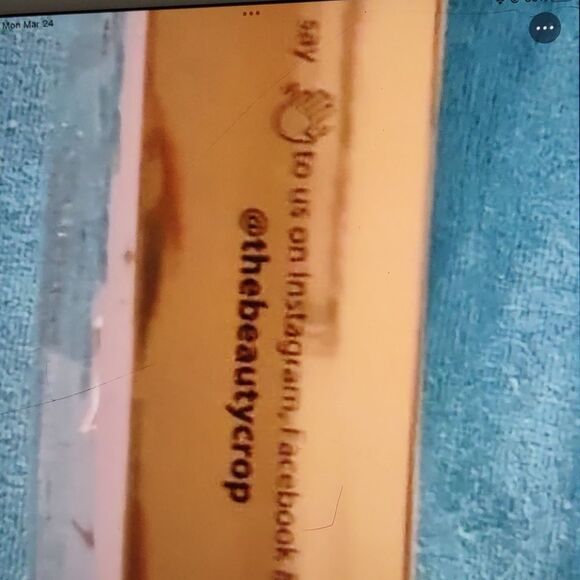 Mon Mar 24
say 👋 to us on Instagram, Facebook
@thebeautycrop